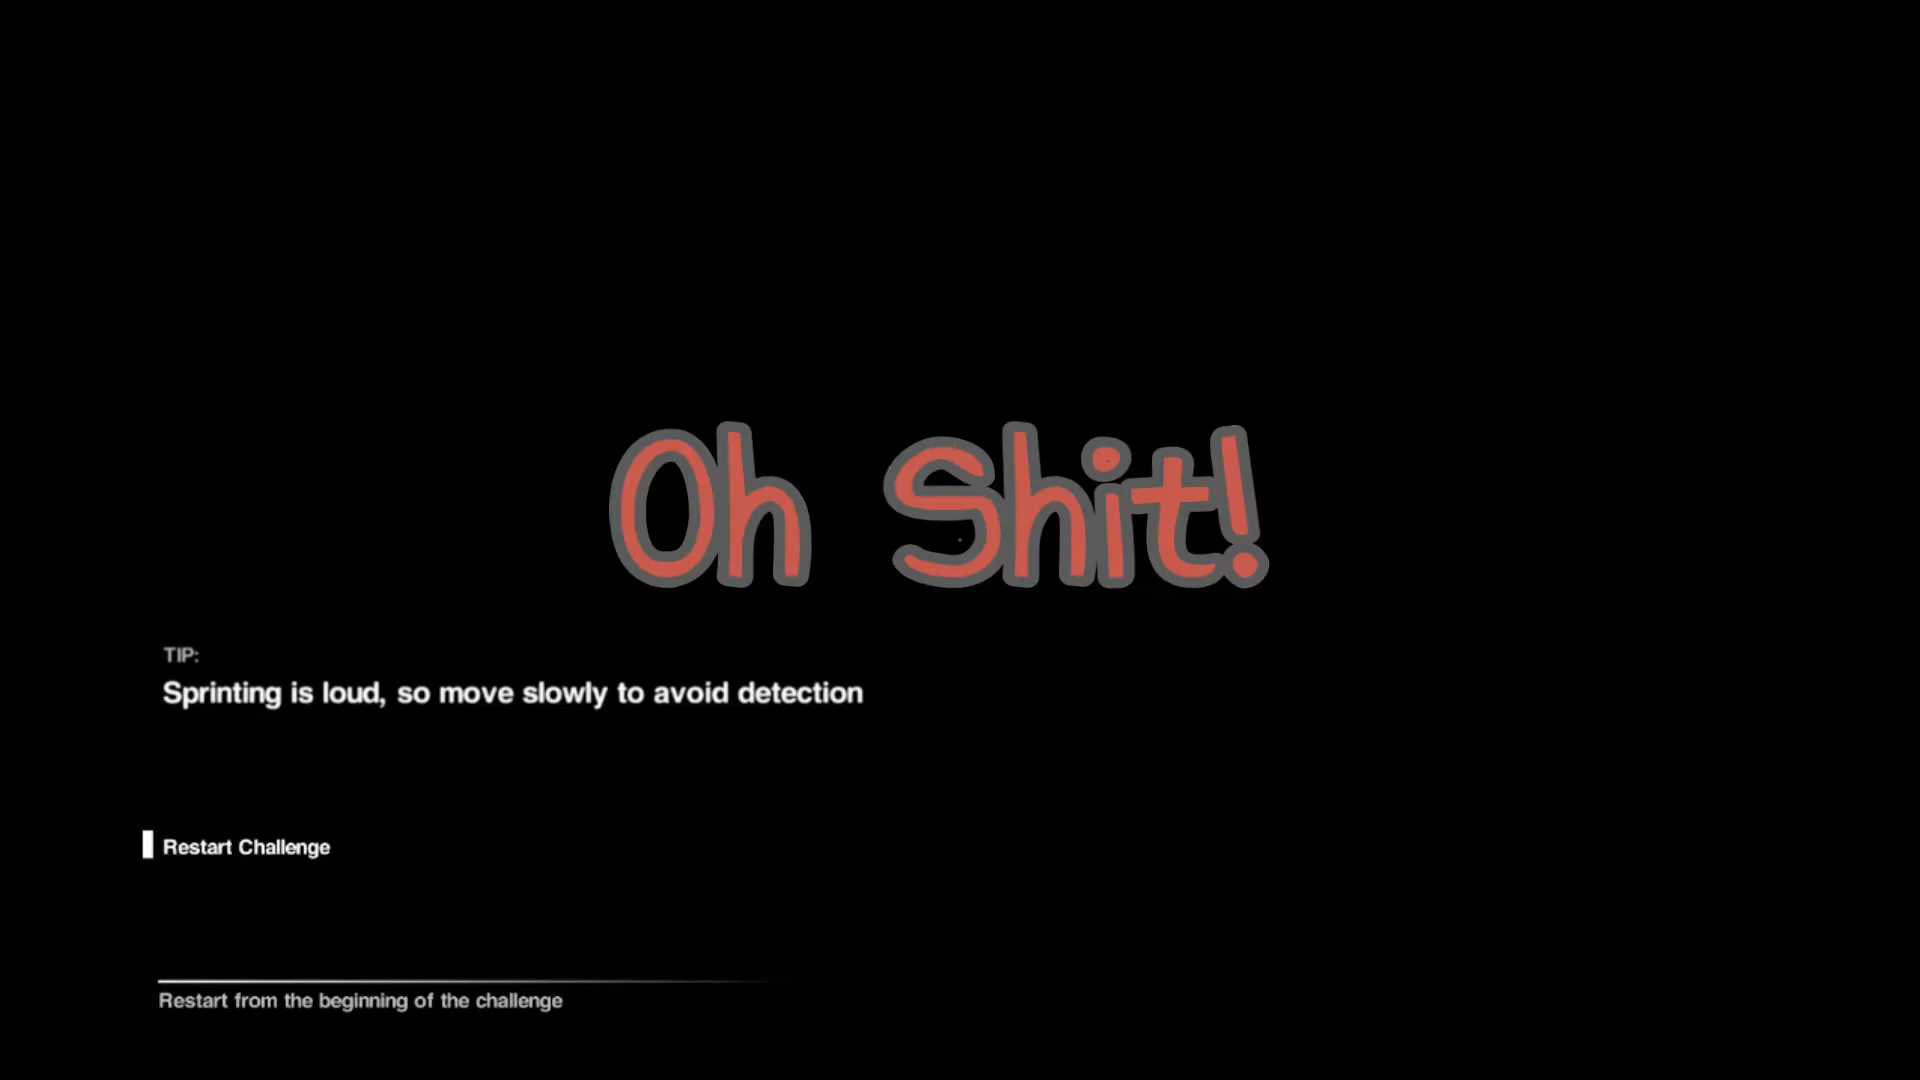 Oh Shit!
TIP:
Sprinting is loud, so move slowly to avoid detection
Restart Challenge
Restart from the beginning of the challenge